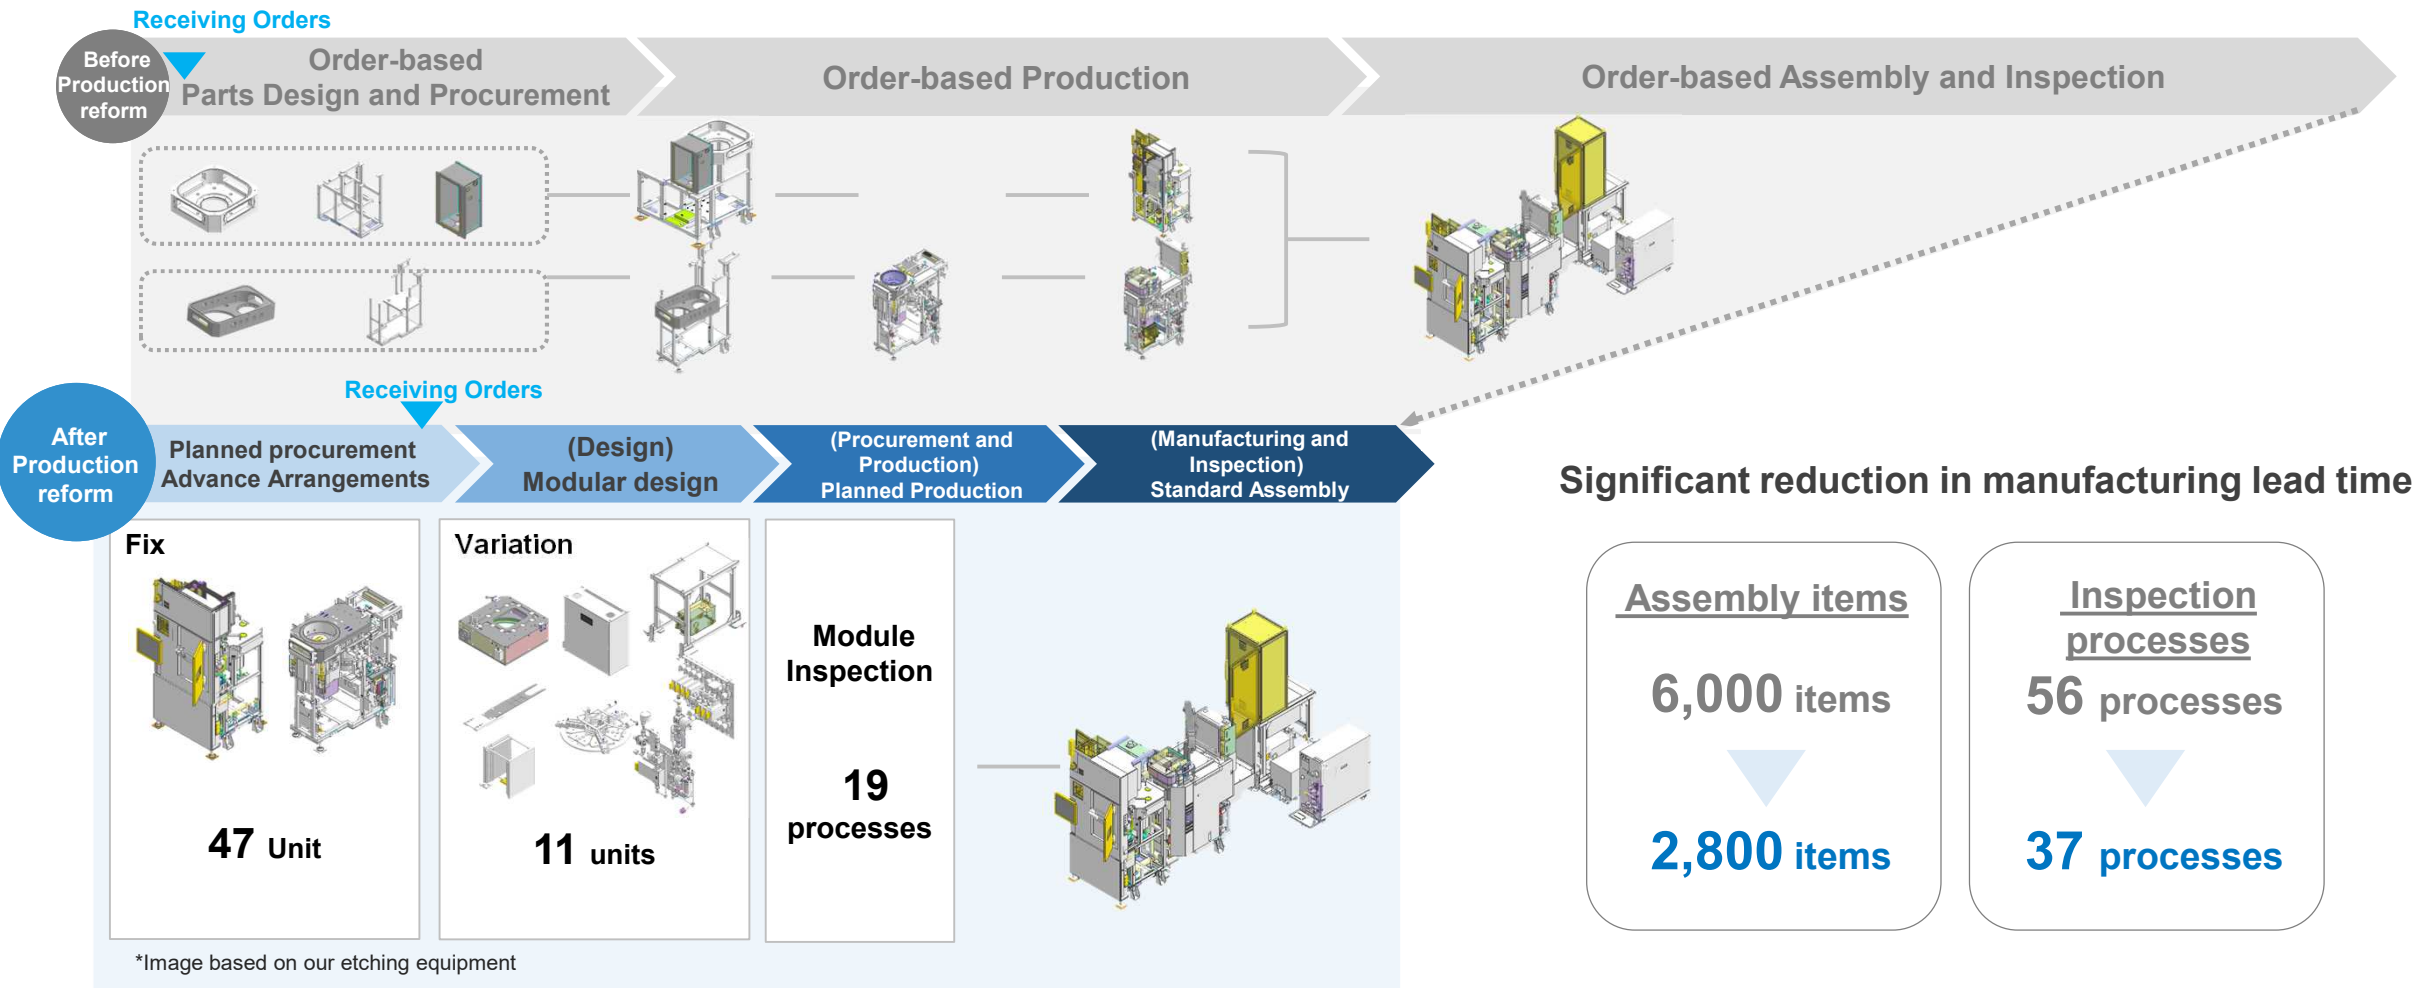 Receiving Orders
Before
Production
reform
Order-based
Parts Design and Procurement
Order-based Production
Order-based Assembly and Inspection
Receiving Orders
After
Production
reform
Planned procurement
Advance Arrangements
(Design)
Modular design
(Procurement and
Production)
Planned Production
(Manufacturing and
Inspection)
Standard Assembly
Fix
47 Unit
Variation
11 units
Module
Inspection
19
processes
*Image based on our etching equipment
Significant reduction in manufacturing lead time
Assembly items
6,000 items
2,800 items
Inspection
processes
56 processes
37 processes